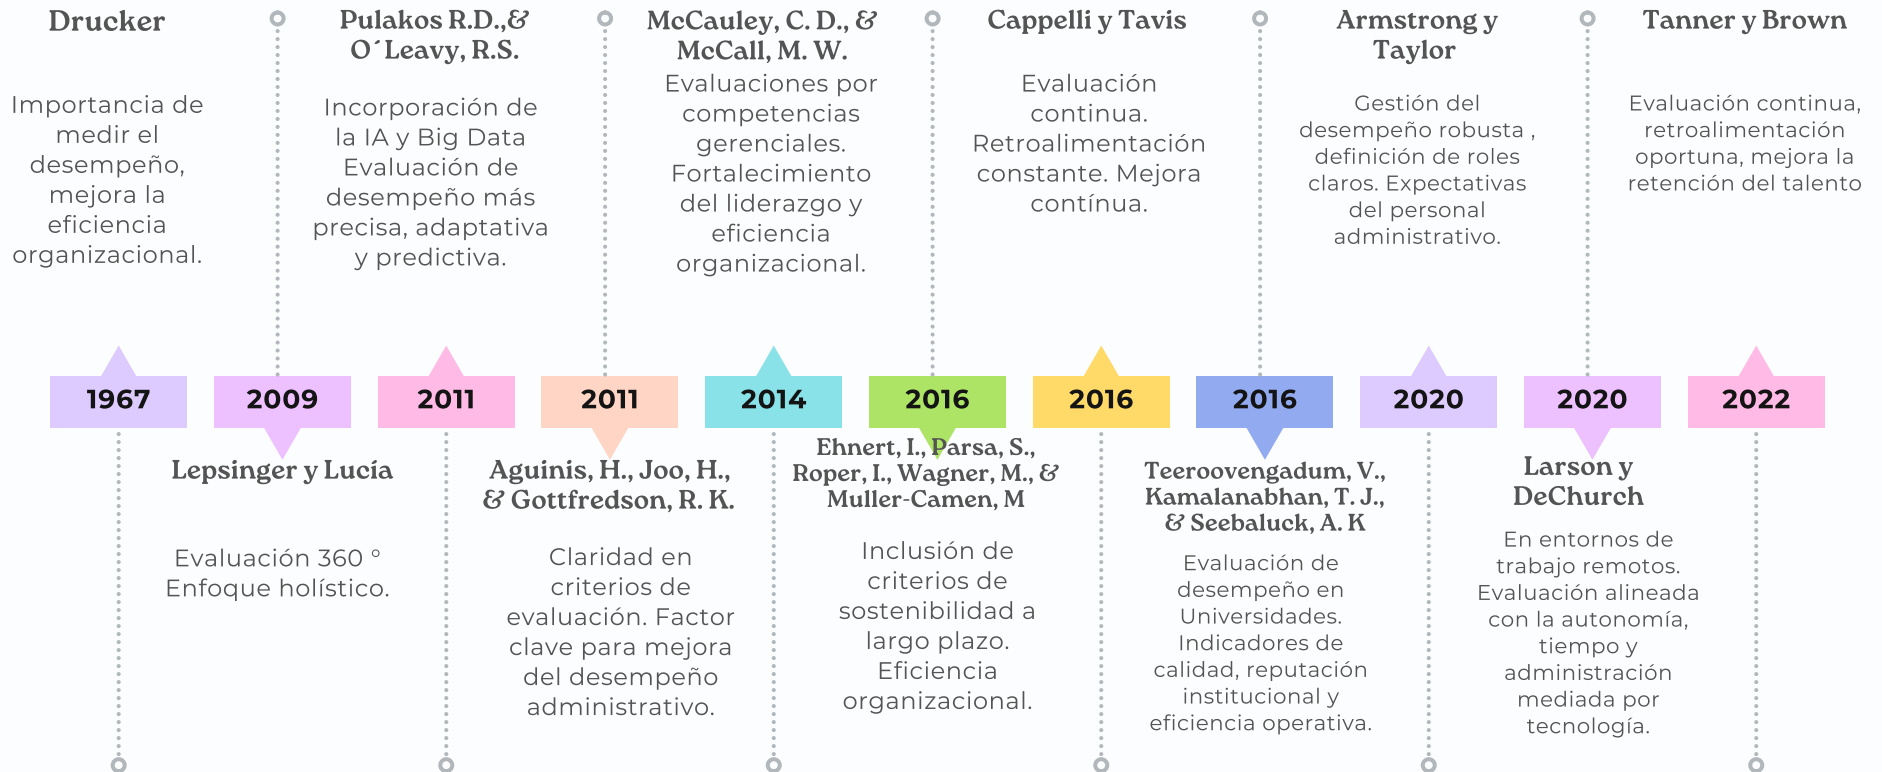 Drucker
Importancia de
medir el
desempeño,
mejora la
eficiencia
organizacional.
Pulakos R.D.,&
O´Leavy, R.S.
Incorporación de
la IA y Big Data
Evaluación de
desempeño más
precisa, adaptativa
y predictiva.
McCauley, C. D., &
McCall, M. W.
Evaluaciones por
competencias
gerenciales.
Fortalecimiento
del liderazgo y
eficiencia
organizacional.
Cappelli y Tavis
Evaluación
continua.
Retroalimentación
constante. Mejora
contínua.
Armstrong y
Taylor
Gestión del
desempeño robusta ,
definición de roles
claros. Expectativas
del personal
administrativo.
Tanner y Brown
Evaluación continua,
retroalimentación
oportuna, mejora la
retención del talento
1967
2009
2011
2011
2014
2016
2016
2016
2020
2020
2022
Lepsinger y Lucía
Evaluación 360 °
Enfoque holístico.
Aguinis, H., Joo, H.,
& Gottfredson, R. K.
Claridad en
criterios de
evaluación. Factor
clave para mejora
del desempeño
administrativo.
Ehnert, I., Parsa, S.,
Roper, I., Wagner, M., &
Muller-Camen, M
Inclusión de
criterios de
sostenibilidad a
largo plazo.
Eficiencia
organizacional.
Teeroovengadum, V.,
Kamalanabhan, T. J.,
& Seebaluck, A. K
Evaluación de
desempeño en
Universidades.
Indicadores de
calidad, reputación
institucional y
eficiencia operativa.
Larson y
DeChurch
En entornos de
trabajo remotos.
Evaluación alineada
con la autonomía,
tiempo y
administración
mediada por
tecnología.